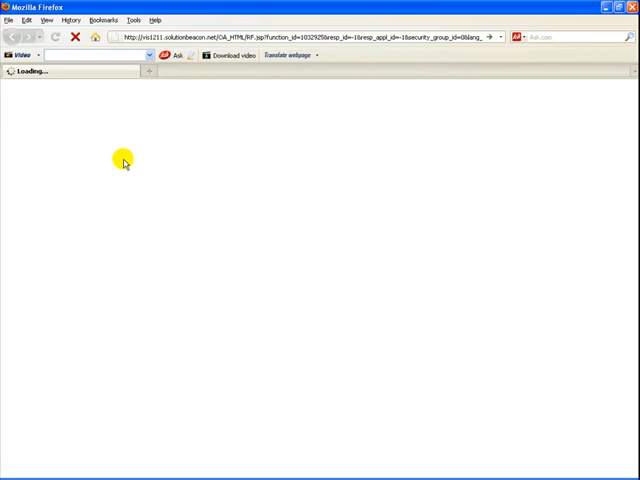 Mozilla Firefox
File Edit View History Bookmarks Tools Help
http://vis1211.solutionbeacon.net/OA_HTML/RF.jsp?function_id=1032925&resp_id=-1&resp_appl_id=-1&security_group_id=0&lang_ Ask.com
Video Ask Download video Translate webpage
Loading...